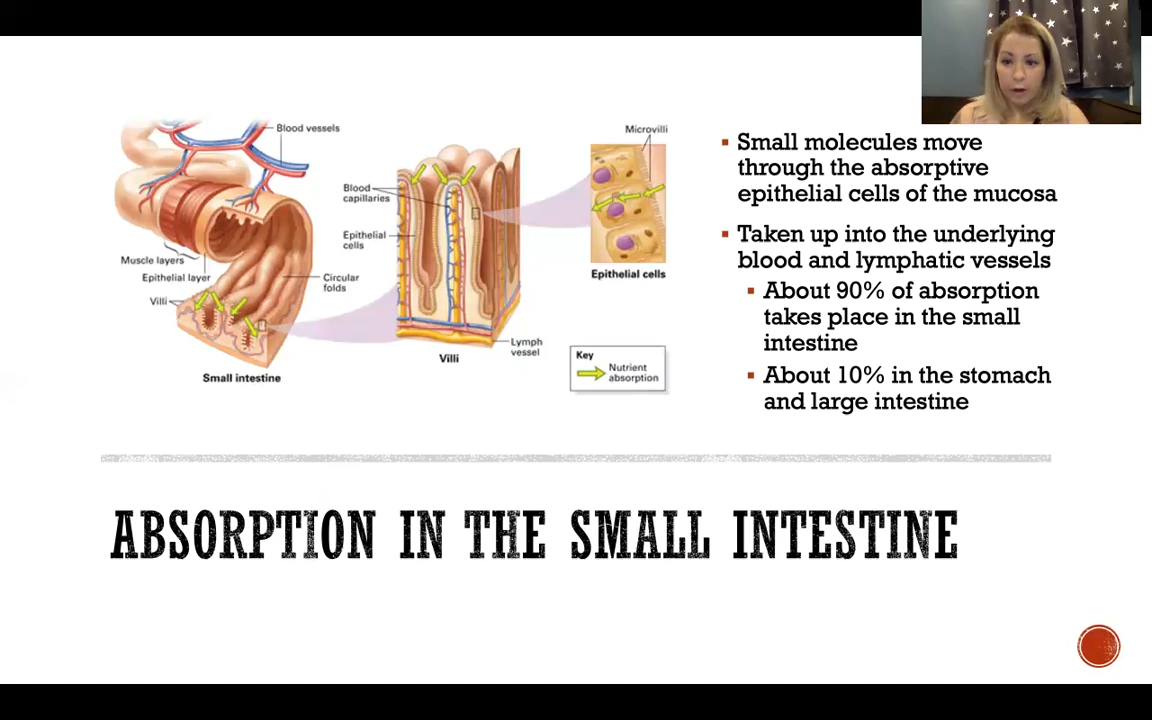 Blood vessels
Muscle layers
Epithelial layer
Villi
Circular
folds
Small intestine
Blood
capillaries
Epithelial
cells
Lymph
vessel
Villi
Microvilli
Epithelial cells
Key
Nutrient
absorption
Small molecules move
through the absorptive
epithelial cells of the mucosa
Taken up into the underlying
blood and lymphatic vessels
About 90% of absorption
takes place in the small
intestine
About 10% in the stomach
and large intestine
ABSORPTION IN THE SMALL INTESTINE